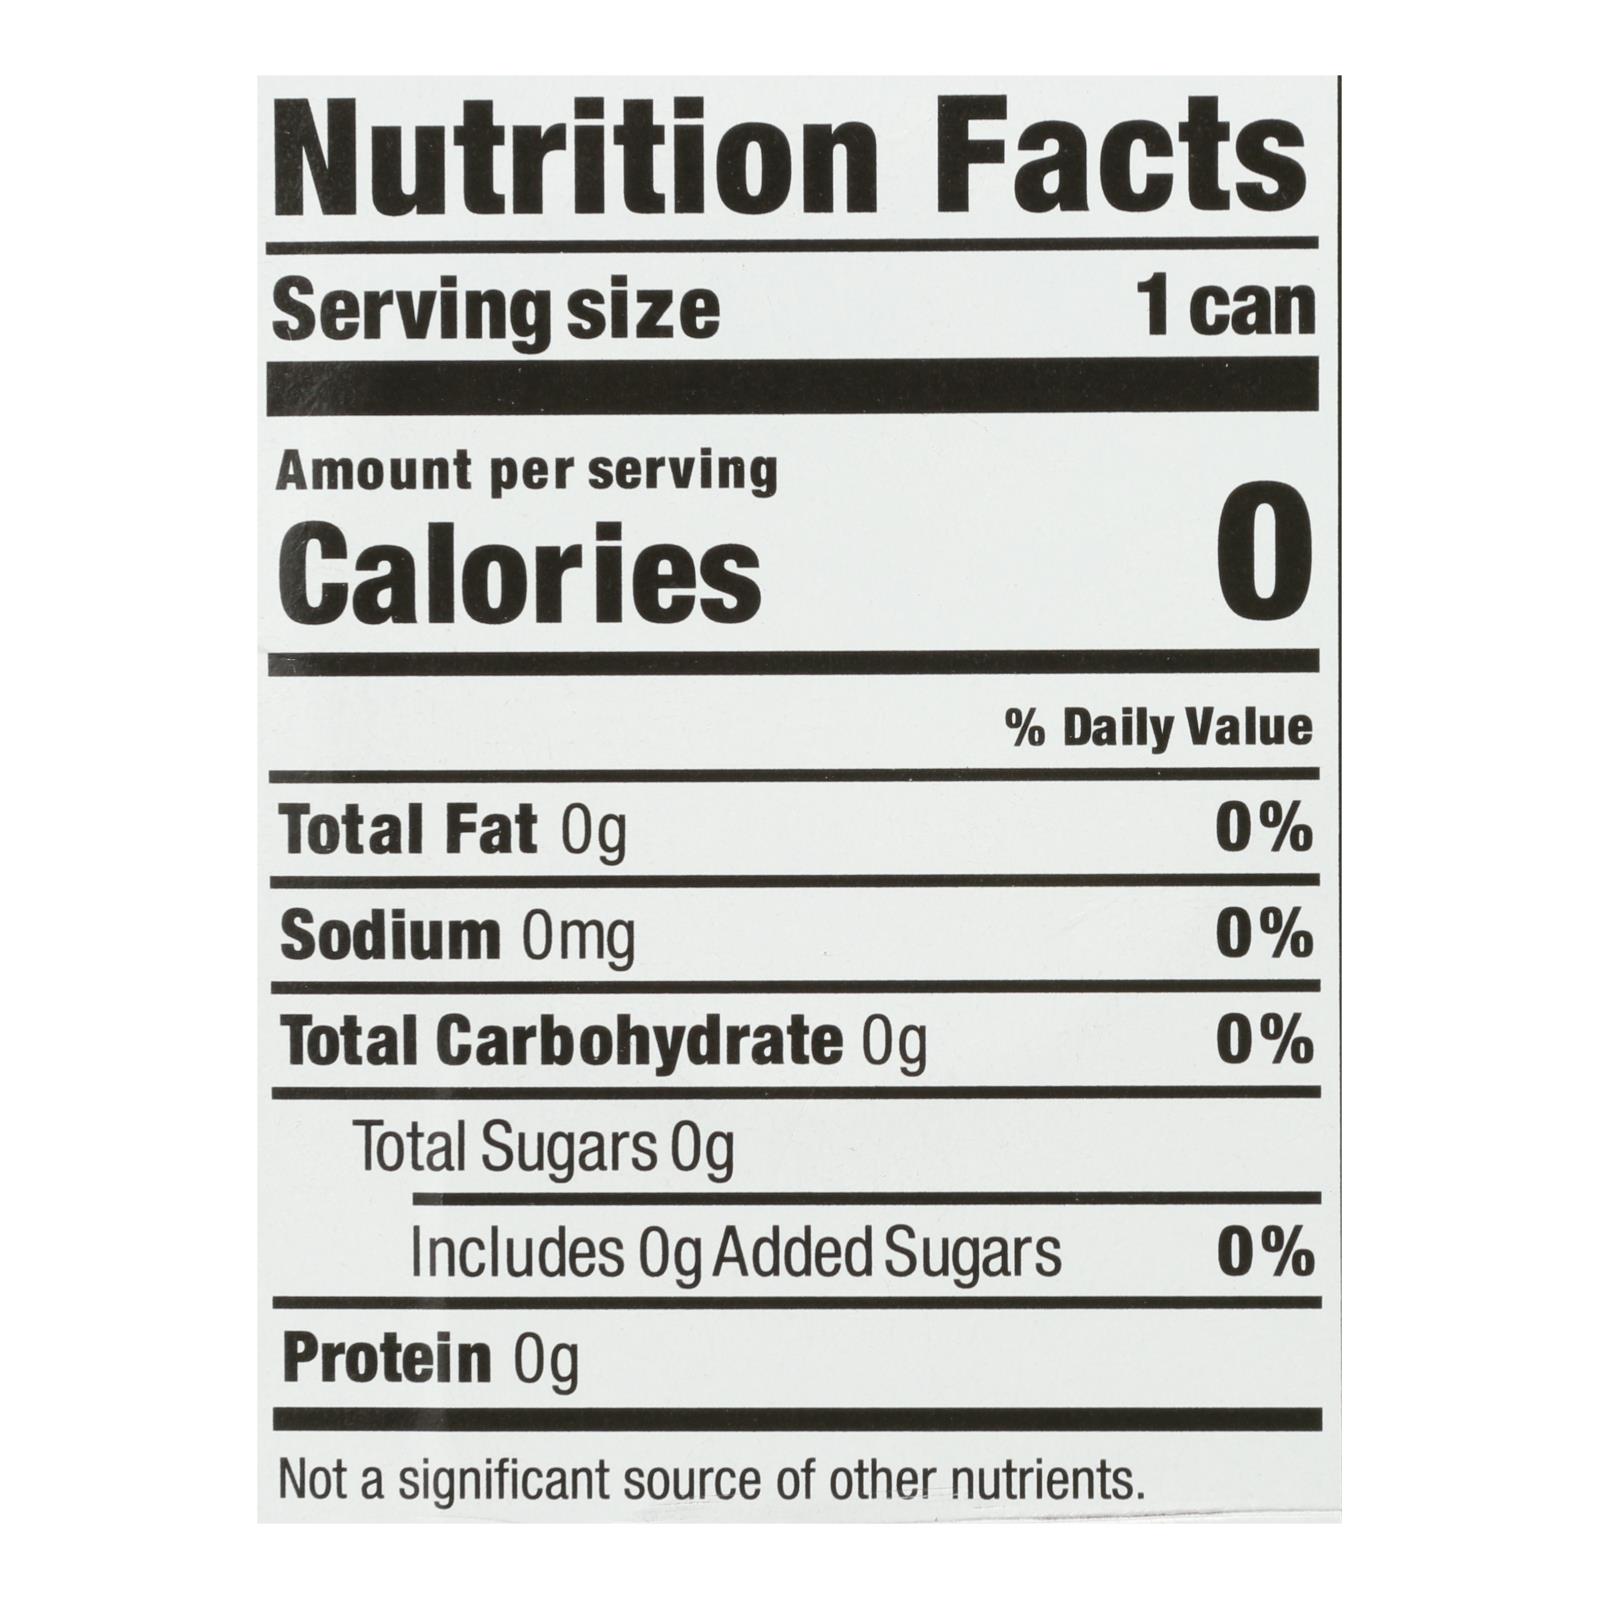 Nutrition Facts
Serving size 1 can
Amount per serving
Calories 0
% Daily Value
Total Fat 0g 0%
Sodium 0mg 0%
Total Carbohydrate 0g 0%
Total Sugars 0g
Includes 0g Added Sugars 0%
Protein 0g
Not a significant source of other nutrients.